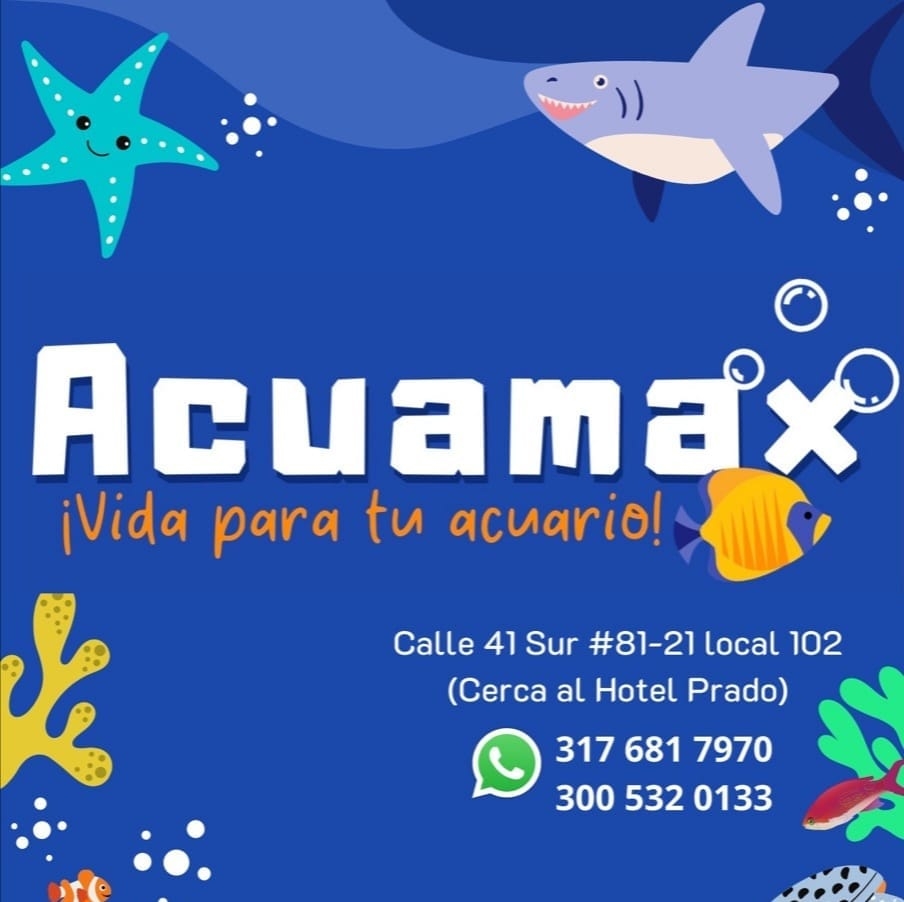 Acuamax
¡Vida para tu acuario!
Calle 41 Sur #81-21 local 102
(Cerca al Hotel Prado)
317 681 7970
300 532 0133